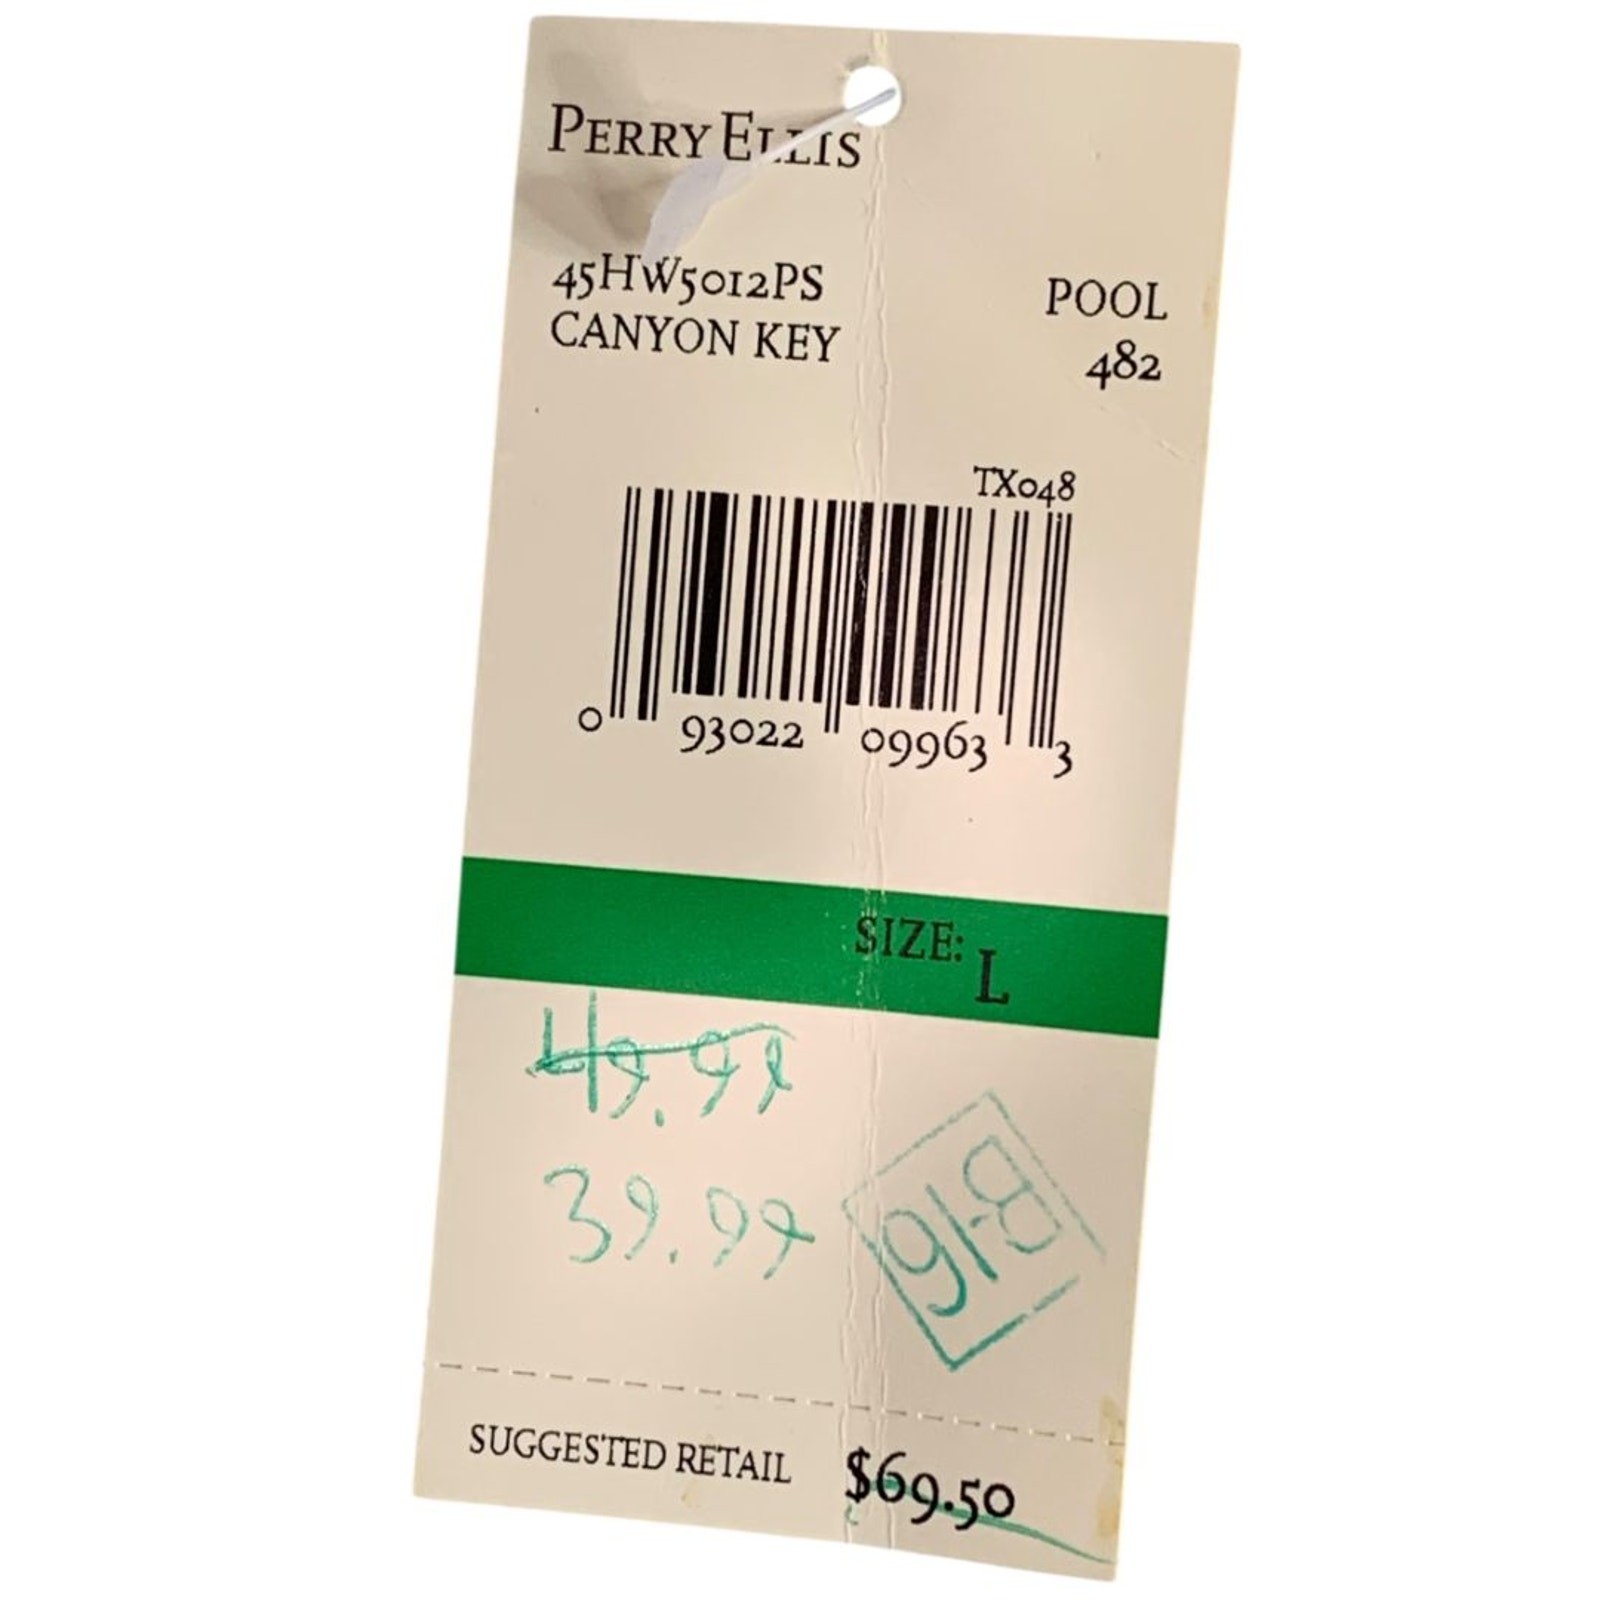 PERRY ELLIS
45HW5012PS POOL
CANYON KEY 482
TX048
0 93022 09963 3
SIZE: L
49.99
39.99
B-16
SUGGESTED RETAIL $69.50